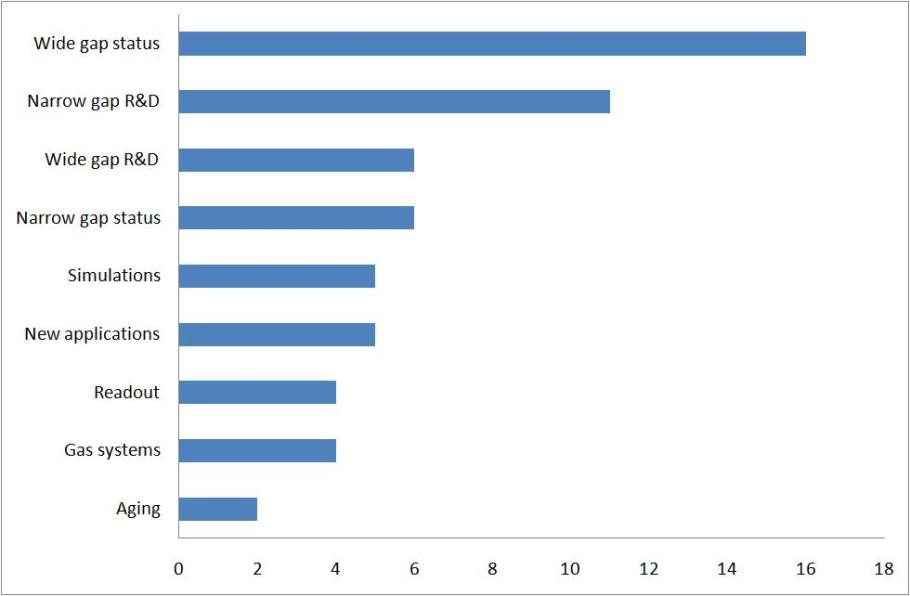 Wide gap status
Narrow gap R&D
Wide gap R&D
Narrow gap status
Simulations
New applications
Readout
Gas systems
Aging
0 2 4 6 8 10 12 14 16 18